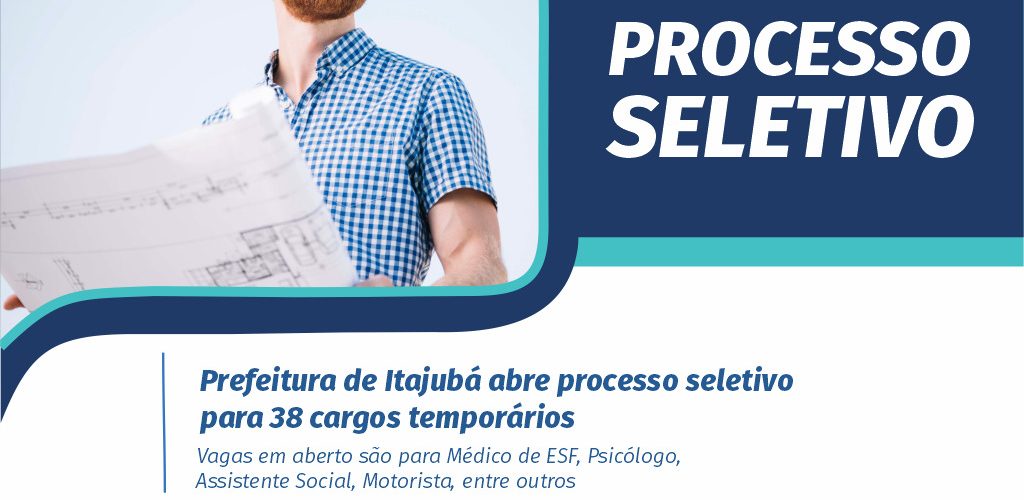 PROCESSO
SELETIVO
Prefeitura de Itajubá abre processo seletivo
para 38 cargos temporários
Vagas em aberto são para Médico de ESF, Psicólogo,
Assistente Social, Motorista, entre outros